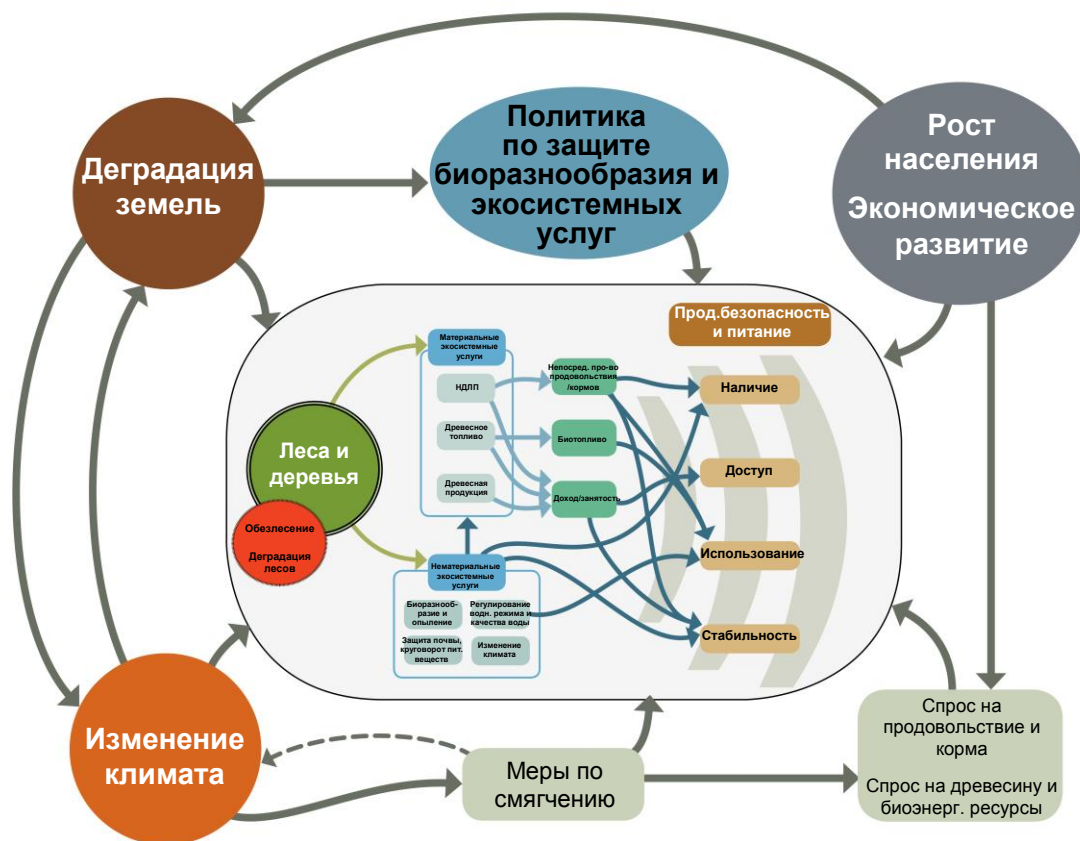 Политика
по защите
биоразнообразия и
экосистемных
услуг
Рост
населения
Экономическое
развитие
Деградация
земель
Прод.безопасность
и питание
Материальные
экосистемные
услуги
НДЛП
Древесное
топливо
Древесная
продукция
Непосред. про-во
продовольствия
/кормов
Биотопливо
Доход/занятость
Наличие
Доступ
Использование
Стабильность
Леса и
деревья
Обезлесение
Деградация
лесов
Нематериальные
экосистемные
услуги
Биоразнооб-
разие и
опыление
Регулирование
водн. режима и
качества воды
Защита почвы,
круговорот пит.
веществ
Изменение
климата
Изменение
климата
Меры по
смягчению
Спрос на
продовольствие и
корма
Спрос на древесину и
биоэнерг. ресурсы